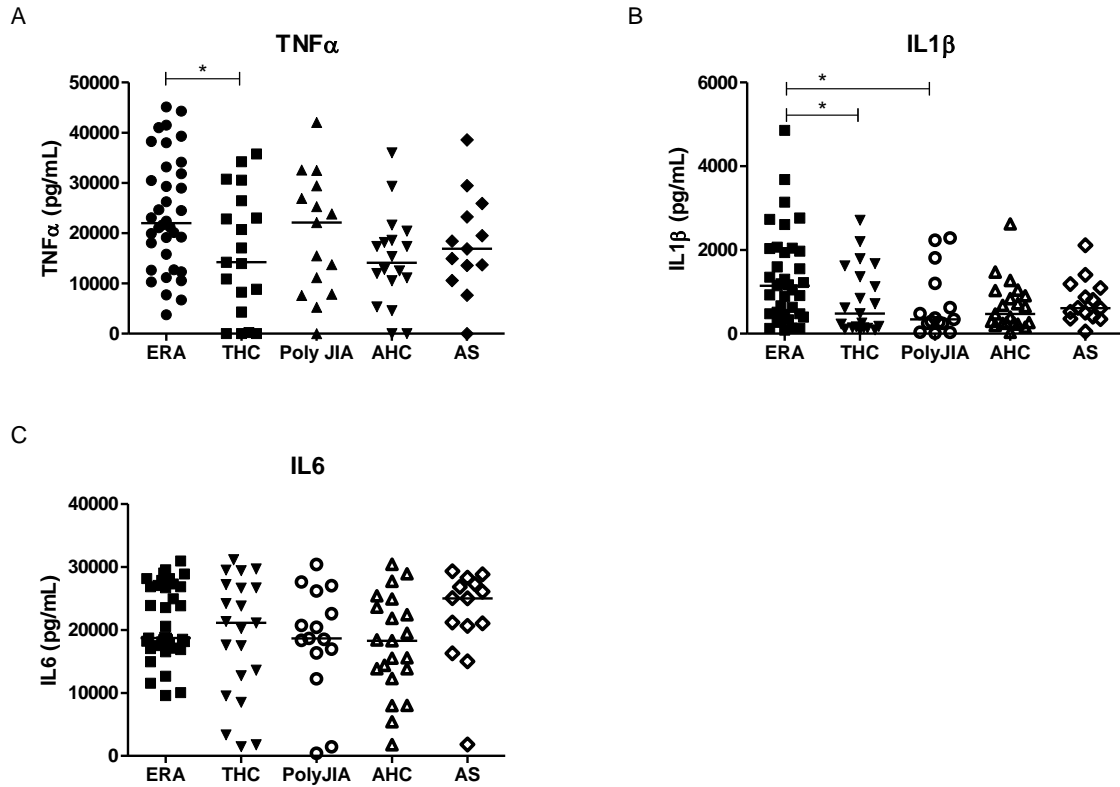 A
TNFα
*
50000
40000
30000
20000
10000
0
TNFα (pg/mL)
ERA THC Poly JIA AHC AS
B
IL1β
*
*
6000
4000
2000
0
IL1β (pg/mL)
ERA THC PolyJIA AHC AS
C
IL6
40000
30000
20000
10000
0
IL6 (pg/mL)
ERA THC PolyJIA AHC AS